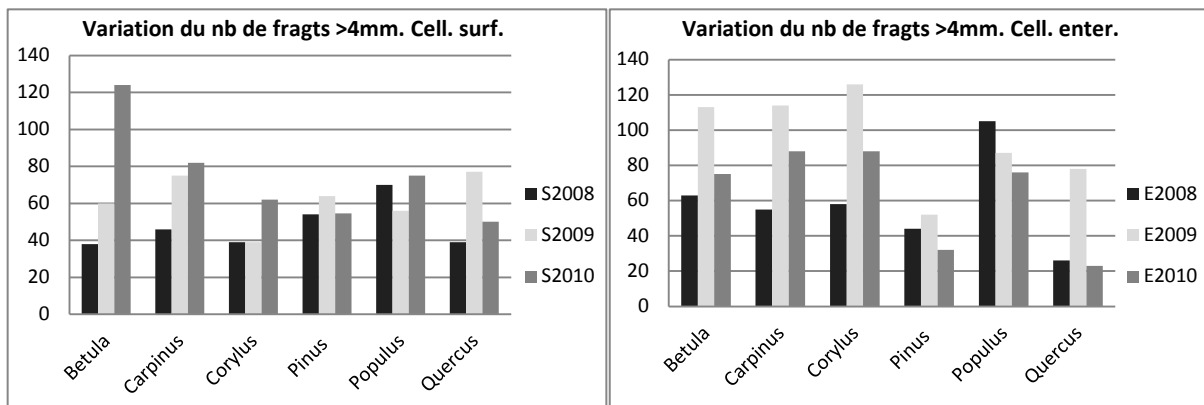 Variation du nb de fragts >4mm. Cell. surf.
140
120
100
80
60
40
20
0
Betula
Carpinus
Corylus
Pinus
Populus
Quercus
S2008
S2009
S2010
Variation du nb de fragts >4mm. Cell. enter.
140
120
100
80
60
40
20
0
Betula
Carpinus
Corylus
Pinus
Populus
Quercus
E2008
E2009
E2010